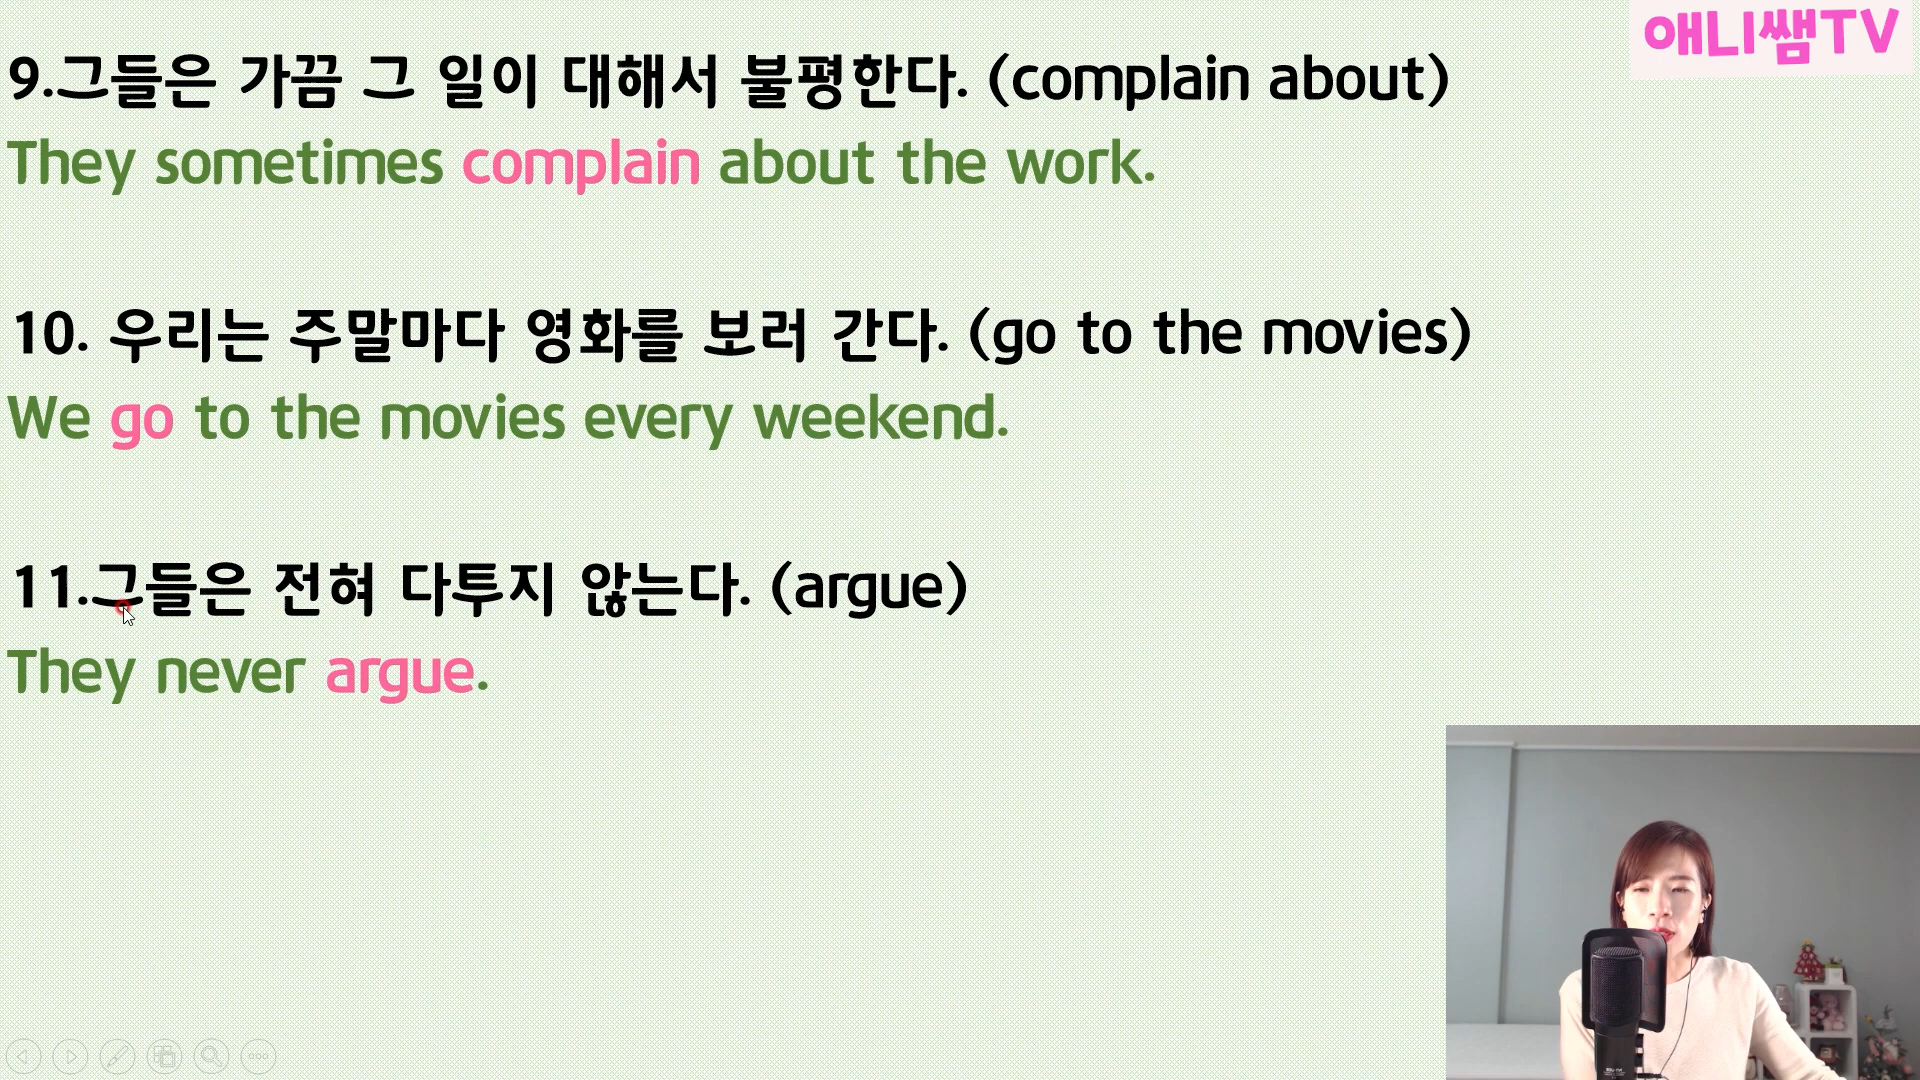 애니쌤TV
9.그들은 가끔 그 일이 대해서 불평한다. (complain about)
They sometimes complain about the work.
10. 우리는 주말마다 영화를 보러 간다. (go to the movies)
We go to the movies every weekend.
11.그들은 전혀 다투지 않는다. (argue)
They never argue.